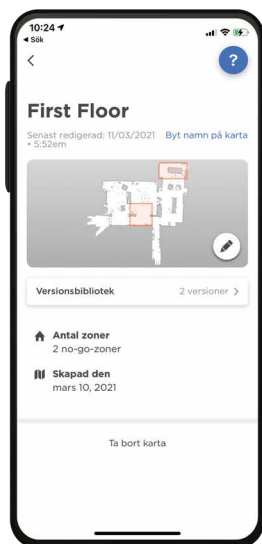 10:24
◀ Sök
?
First Floor
Senast redigerad: 11/03/2021 Byt namn på karta
• 5:52em
Versionsbibliotek 2 versioner >
Antal zoner
2 no-go-zoner
Skapad den
mars 10, 2021
Ta bort karta